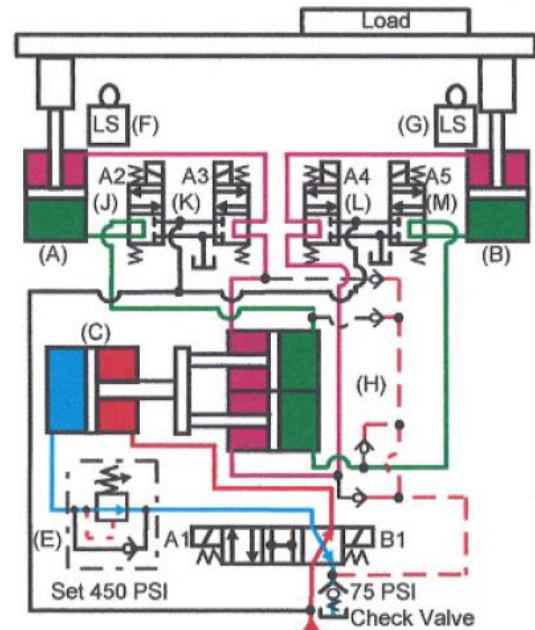 Load
LS (F)
(G) LS
A2 A3 A4 A5
(J) (K) (L) (M)
(A) (B)
(C)
(H)
(E) A1 B1
Set 450 PSI 75 PSI
Check Valve